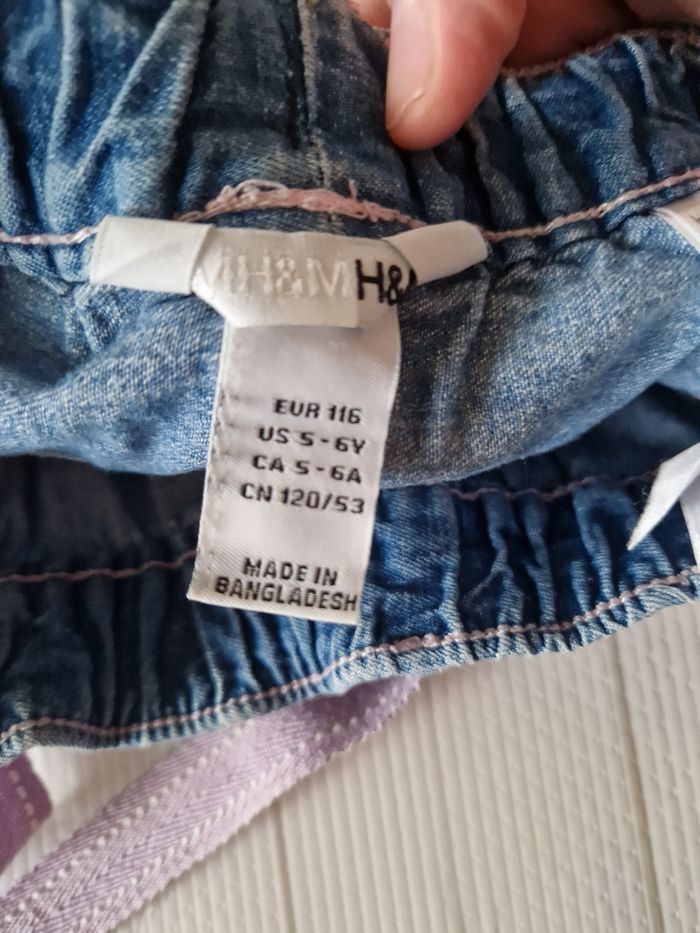 H&M H&
EUR 116
US 5-6Y
CA 5-6A
CN 120/53
MADE IN
BANGLADESH